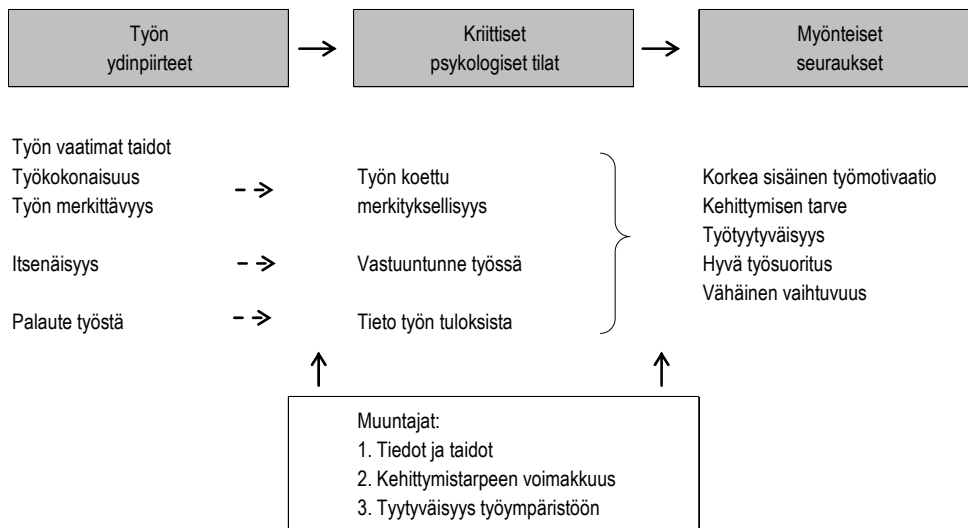 Työn
ydinpiirteet
Kriittiset
psykologiset tilat
Myönteiset
seuraukset
Työn vaatimat taidot
Työkokonaisuus
Työn merkittävyys
Itsenäisyys
Palaute työstä
Työn koettu
merkityksellisyys
Vastuuntunne työssä
Tieto työn tuloksista
Korkea sisäinen työmotivaatio
Kehittymisen tarve
Työtyytyväisyys
Hyvä työsuoritus
Vähäinen vaihtuvuus
Muuntajat:
1. Tiedot ja taidot
2. Kehittymistarpeen voimakkuus
3. Tyytyväisyys työympäristöön